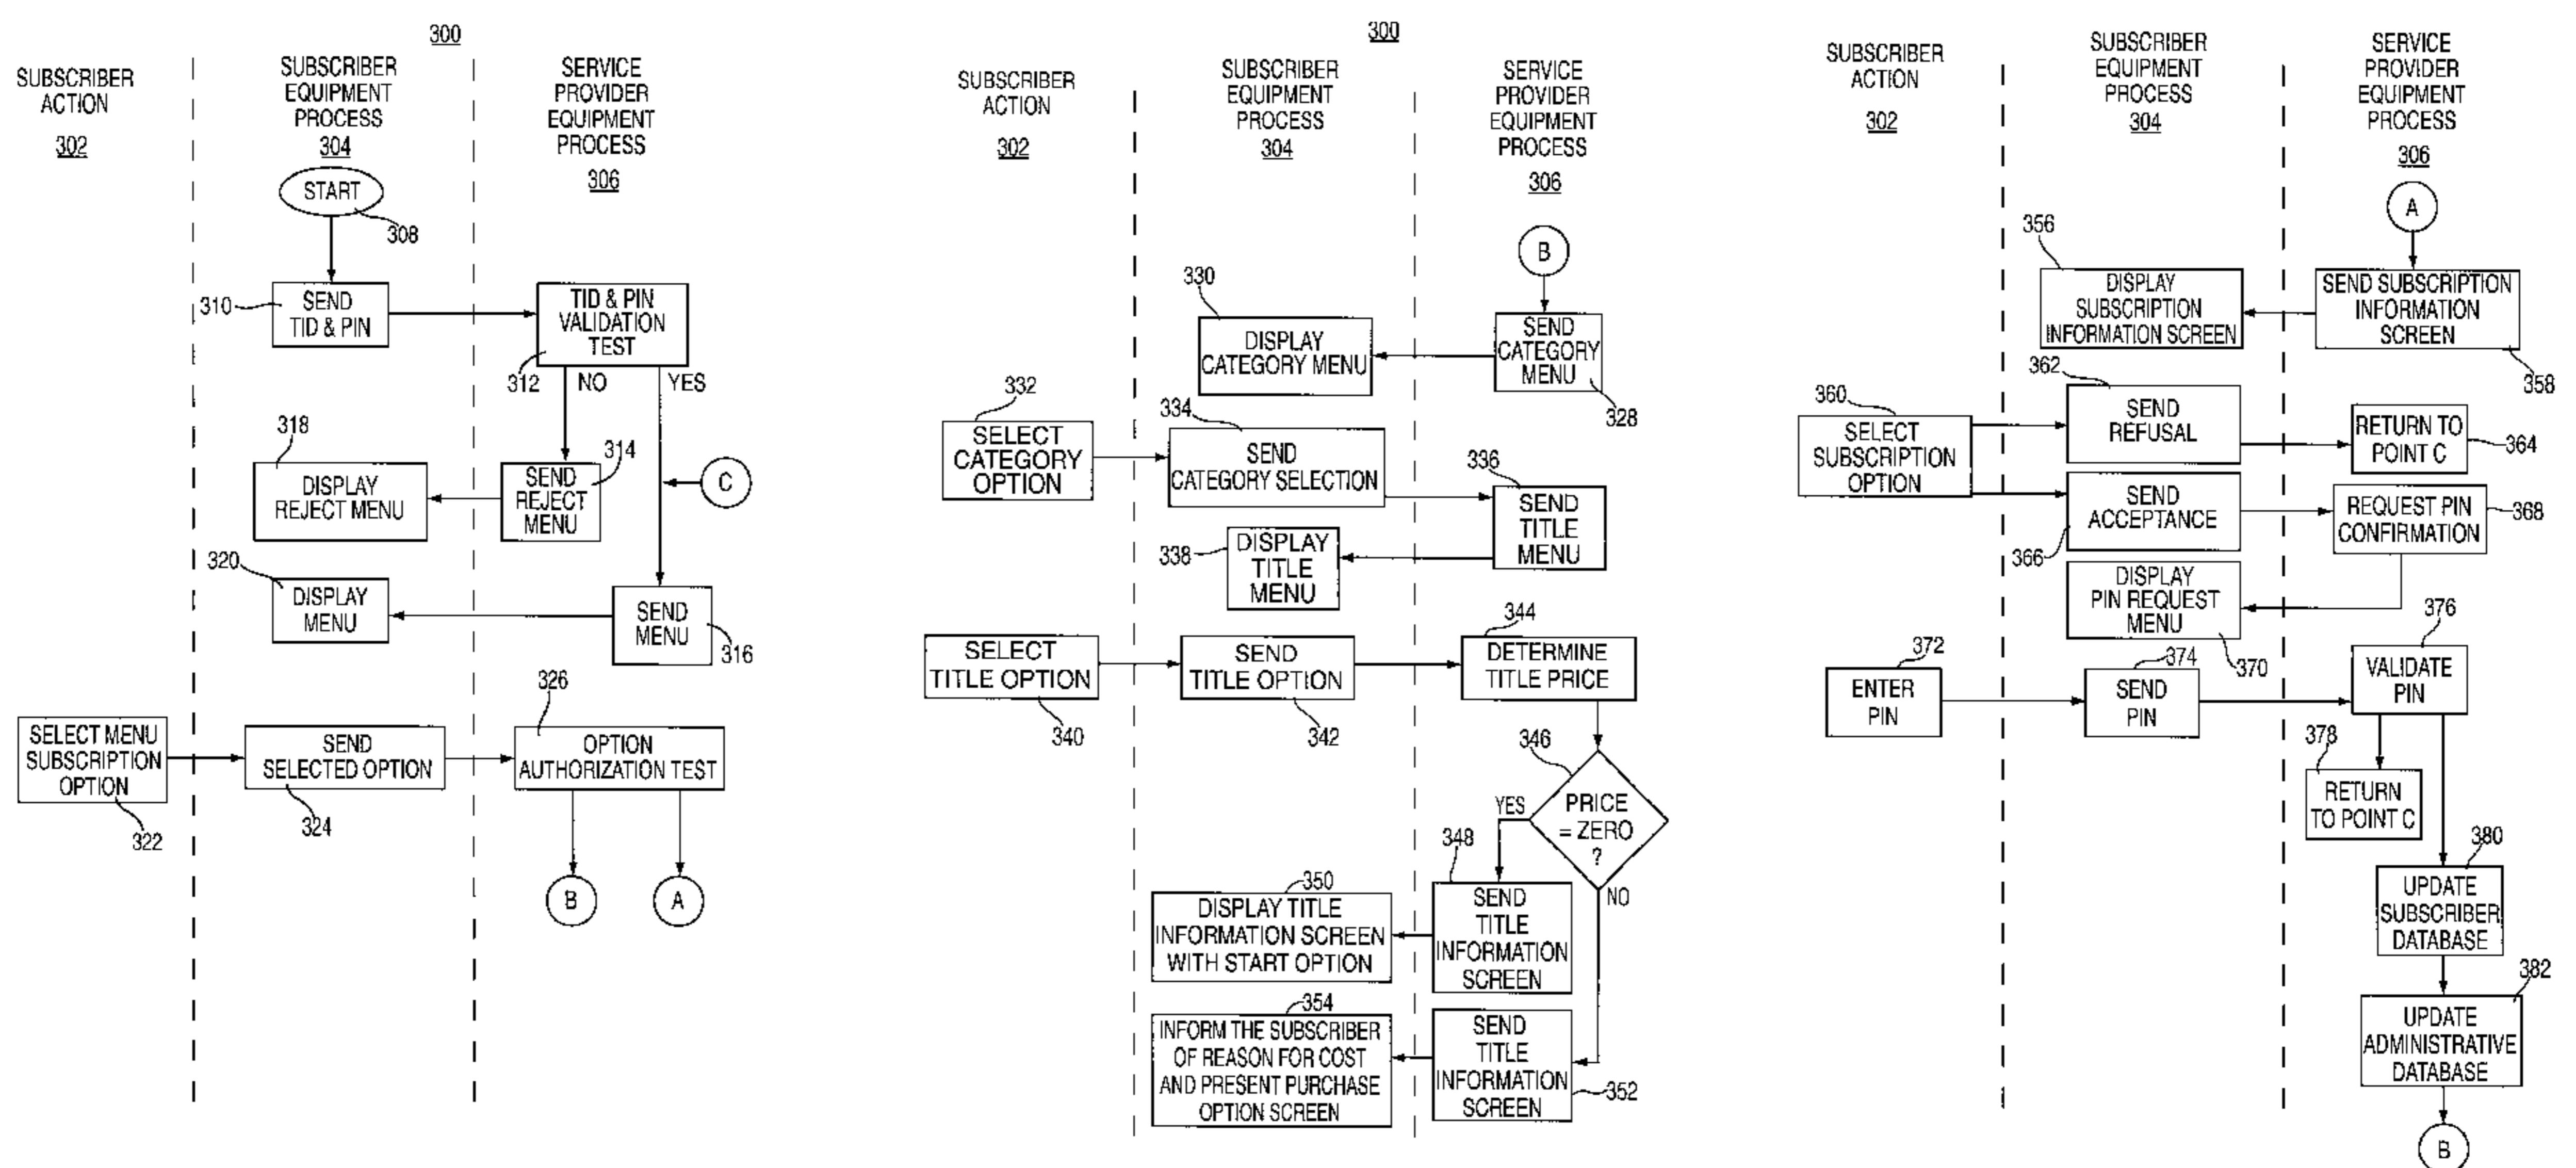 300
SUBSCRIBER
ACTION
302
SUBSCRIBER
EQUIPMENT
PROCESS
304
SERVICE
PROVIDER
EQUIPMENT
PROCESS
306
START
308
310
SEND
TID & PIN
TID & PIN
VALIDATION
TEST
312
NO
YES
318
DISPLAY
REJECT MENU
314
SEND
REJECT
MENU
C
320
DISPLAY
MENU
SEND
MENU
316
SELECT MENU
SUBSCRIPTION
OPTION
322
SEND
SELECTED OPTION
324
326
OPTION
AUTHORIZATION TEST
B
A
300
SUBSCRIBER
ACTION
302
SUBSCRIBER
EQUIPMENT
PROCESS
304
SERVICE
PROVIDER
EQUIPMENT
PROCESS
306
B
330
DISPLAY
CATEGORY MENU
SEND
CATEGORY
MENU
328
332
SELECT
CATEGORY
OPTION
334
SEND
CATEGORY SELECTION
336
SEND
TITLE
MENU
338
DISPLAY
TITLE
MENU
SELECT
TITLE OPTION
340
SEND
TITLE OPTION
342
344
DETERMINE
TITLE PRICE
346
PRICE
= ZERO
?
YES
NO
348
SEND
TITLE
INFORMATION
SCREEN
350
DISPLAY TITLE
INFORMATION SCREEN
WITH START OPTION
354
INFORM THE SUBSCRIBER
OF REASON FOR COST
AND PRESENT PURCHASE
OPTION SCREEN
SEND
TITLE
INFORMATION
SCREEN
352
SUBSCRIBER
ACTION
302
SUBSCRIBER
EQUIPMENT
PROCESS
304
SERVICE
PROVIDER
EQUIPMENT
PROCESS
306
A
356
DISPLAY
SUBSCRIPTION
INFORMATION SCREEN
SEND SUBSCRIPTION
INFORMATION
SCREEN
358
360
SELECT
SUBSCRIPTION
OPTION
362
SEND
REFUSAL
RETURN TO
POINT C
364
SEND
ACCEPTANCE
366
REQUEST PIN
CONFIRMATION
368
DISPLAY
PIN REQUEST
MENU
370
372
ENTER
PIN
374
SEND
PIN
376
VALIDATE
PIN
378
RETURN
TO POINT C
380
UPDATE
SUBSCRIBER
DATABASE
382
UPDATE
ADMINISTRATIVE
DATABASE
B